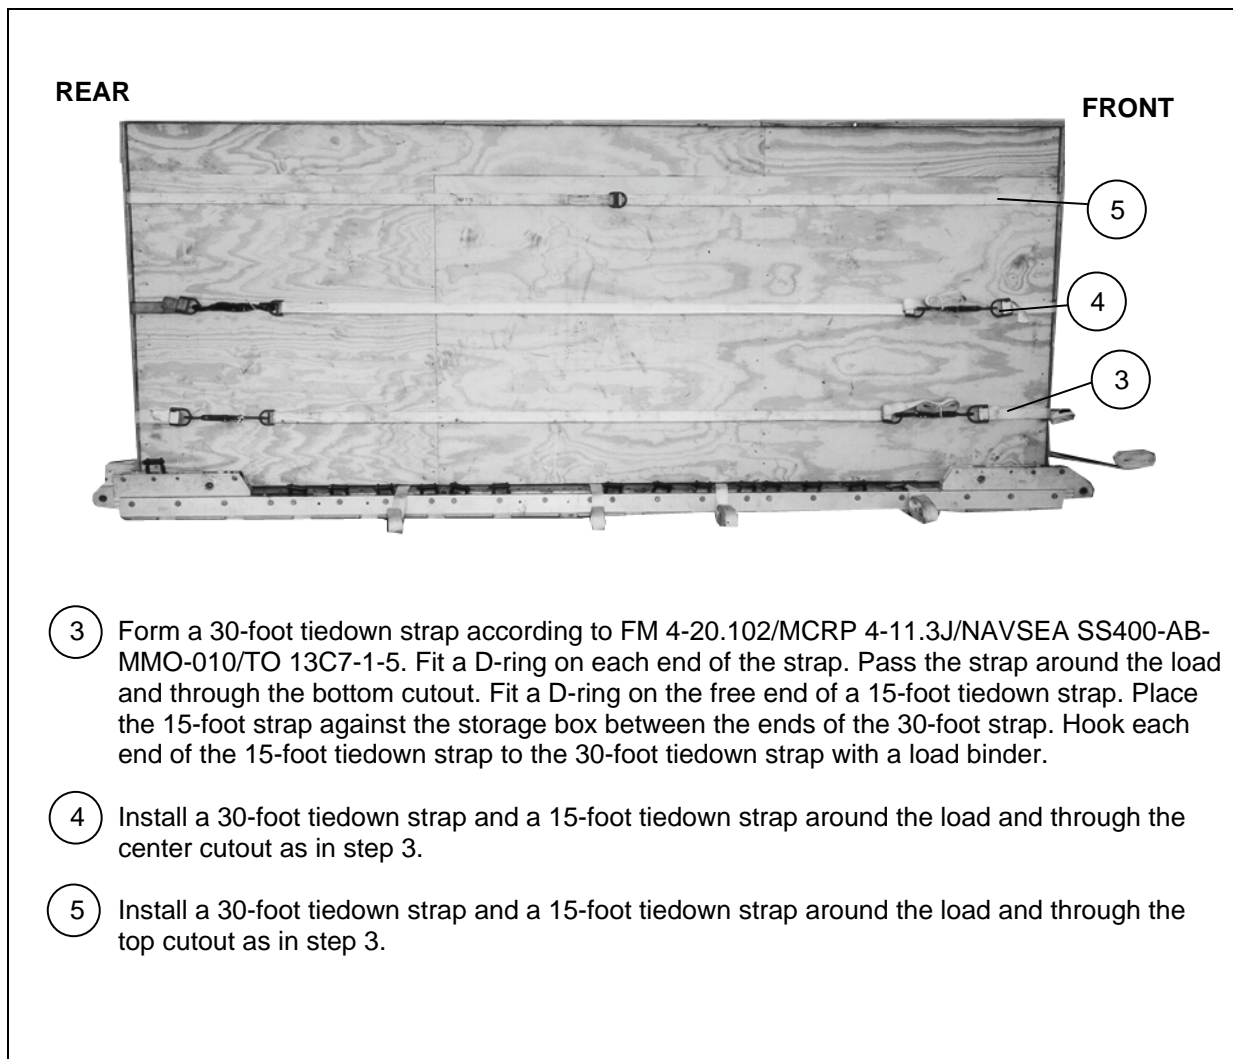 REAR
FRONT
5
4
3
3 Form a 30-foot tiedown strap according to FM 4-20.102/MCRP 4-11.3J/NAVSEA SS400-AB-
MMO-010/TO 13C7-1-5. Fit a D-ring on each end of the strap. Pass the strap around the load
and through the bottom cutout. Fit a D-ring on the free end of a 15-foot tiedown strap. Place
the 15-foot strap against the storage box between the ends of the 30-foot strap. Hook each
end of the 15-foot tiedown strap to the 30-foot tiedown strap with a load binder.
4 Install a 30-foot tiedown strap and a 15-foot tiedown strap around the load and through the
center cutout as in step 3.
5 Install a 30-foot tiedown strap and a 15-foot tiedown strap around the load and through the
top cutout as in step 3.